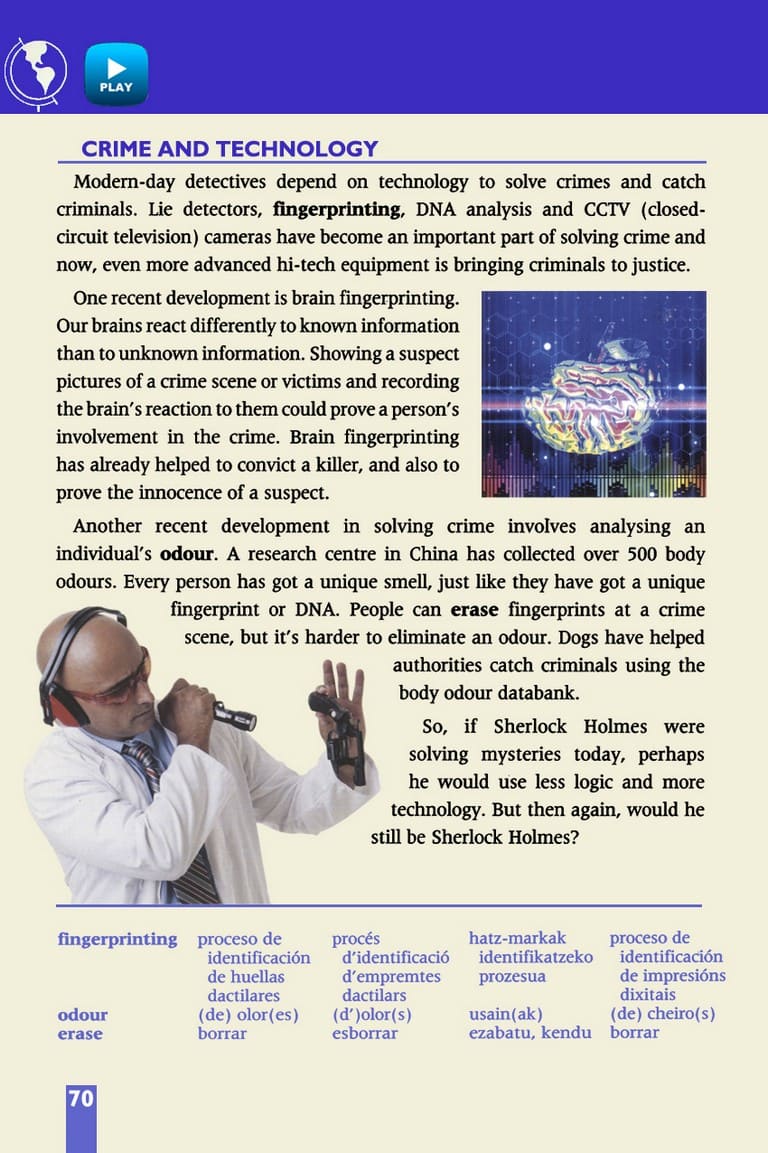 PLAY
CRIME AND TECHNOLOGY
Modern-day detectives depend on technology to solve crimes and catch
criminals. Lie detectors, fingerprinting, DNA analysis and CCTV (closed-
circuit television) cameras have become an important part of solving crime and
now, even more advanced hi-tech equipment is bringing criminals to justice.
One recent development is brain fingerprinting.
Our brains react differently to known information
than to unknown information. Showing a suspect
pictures of a crime scene or victims and recording
the brain's reaction to them could prove a person's
involvement in the crime. Brain fingerprinting
has already helped to convict a killer, and also to
prove the innocence of a suspect.
Another recent development in solving crime involves analysing an
individual's odour. A research centre in China has collected over 500 body
odours. Every person has got a unique smell, just like they have got a unique
fingerprint or DNA. People can erase fingerprints at a crime
scene, but it's harder to eliminate an odour. Dogs have helped
authorities catch criminals using the
body odour databank.
So, if Sherlock Holmes were
solving mysteries today, perhaps
he would use less logic and more
technology. But then again, would he
still be Sherlock Holmes?
fingerprinting proceso de procés hatz-markak proceso de
identificación d'identificació identifikatzeko identificación
de huellas d'empremtes prozesua de impresións
dactilares dactilars dixitais
odour (de) olor(es) (d')olor(s) usain(ak) (de) cheiro(s)
erase borrar esborrar ezabatu, kendu borrar
70